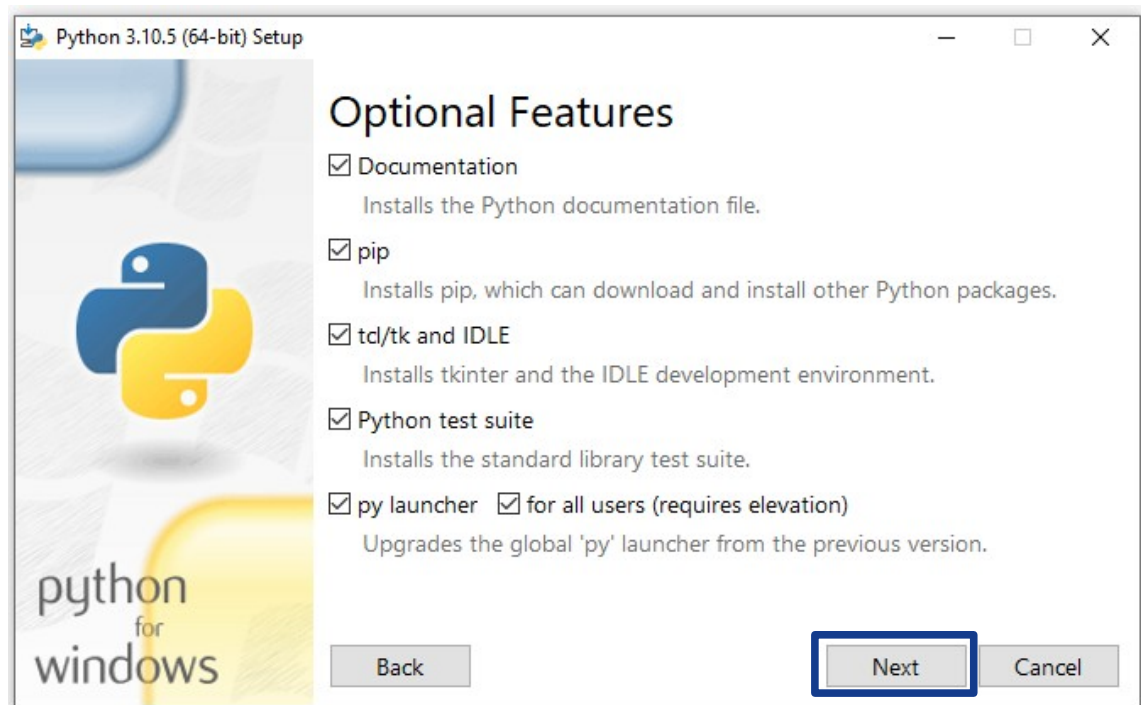 Python 3.10.5 (64-bit) Setup
Optional Features
Documentation
Installs the Python documentation file.
pip
Installs pip, which can download and install other Python packages.
tcl/tk and IDLE
Installs tkinter and the IDLE development environment.
Python test suite
Installs the standard library test suite.
py launcher for all users (requires elevation)
Upgrades the global 'py' launcher from the previous version.
python
for
windows
Back Next Cancel